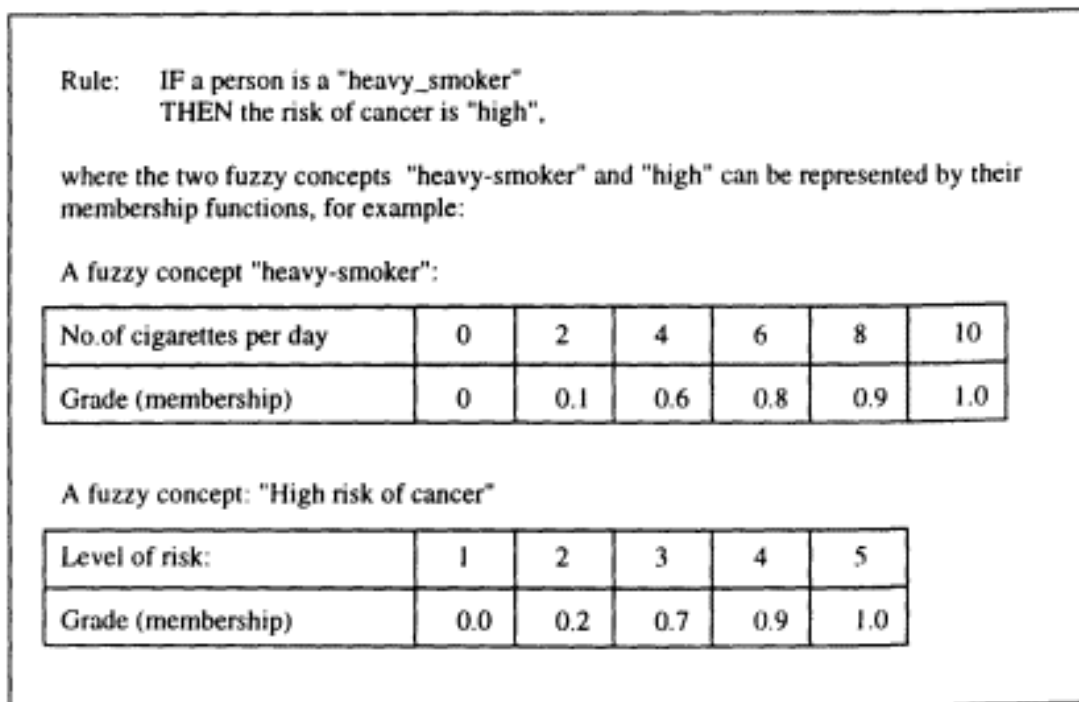 Rule: IF a person is a "heavy_smoker"
THEN the risk of cancer is "high",
where the two fuzzy concepts "heavy-smoker" and "high" can be represented by their
membership functions, for example:
A fuzzy concept "heavy-smoker":
No.of cigarettes per day 0 2 4 6 8 10
Grade (membership) 0 0.1 0.6 0.8 0.9 1.0
A fuzzy concept: "High risk of cancer"
Level of risk: 1 2 3 4 5
Grade (membership) 0.0 0.2 0.7 0.9 1.0